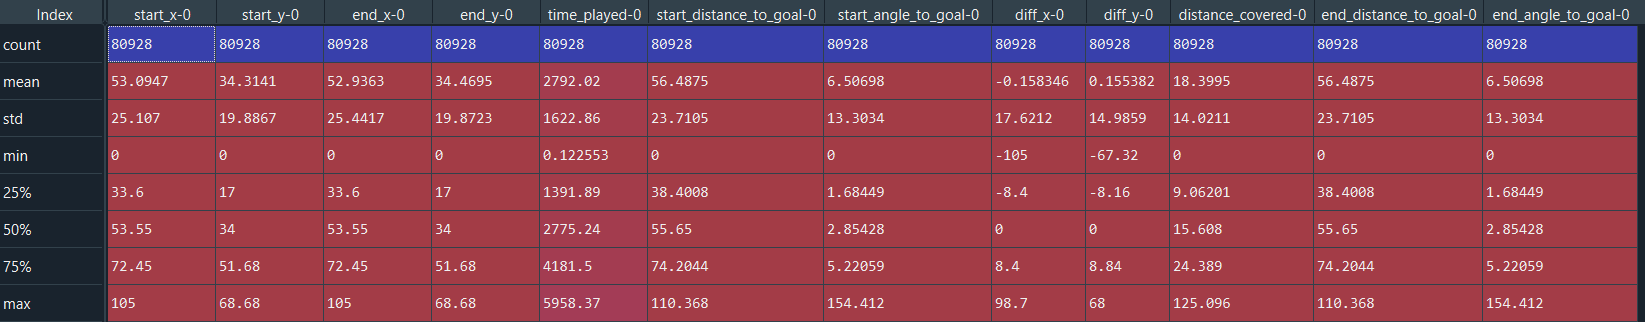 Index start_x-0 start_y-0 end_x-0 end_y-0 time_played-0 start_distance_to_goal-0 start_angle_to_goal-0 diff_x-0 diff_y-0 distance_covered-0 end_distance_to_goal-0 end_angle_to_goal-0
count 80928 80928 80928 80928 80928 80928 80928 80928 80928 80928 80928 80928
mean 53.0947 34.3141 52.9363 34.4695 2792.02 56.4875 6.50698 -0.158346 0.155382 18.3995 56.4875 6.50698
std 25.107 19.8867 25.4417 19.8723 1622.86 23.7105 13.3034 17.6212 14.9859 14.0211 23.7105 13.3034
min 0 0 0 0 0.122553 0 0 -105 -67.32 0 0 0
25% 33.6 17 33.6 17 1391.89 38.4008 1.68449 -8.4 -8.16 9.06201 38.4008 1.68449
50% 53.55 34 53.55 34 2775.24 55.65 2.85428 0 0 15.608 55.65 2.85428
75% 72.45 51.68 72.45 51.68 4181.5 74.2044 5.22059 8.4 8.84 24.389 74.2044 5.22059
max 105 68.68 105 68.68 5958.37 110.368 154.412 98.7 68 125.096 110.368 154.412